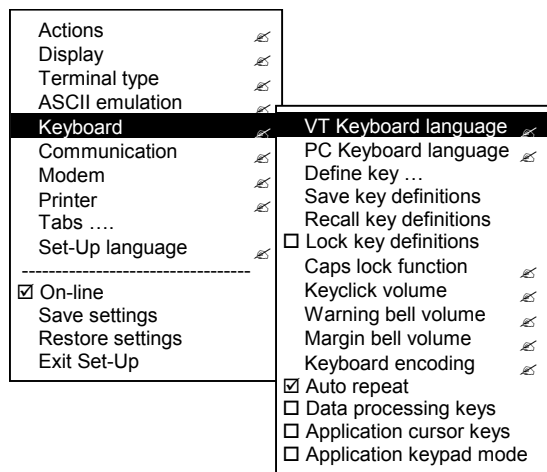 Actions
Display
Terminal type
ASCII emulation
Keyboard
Communication
Modem
Printer
Tabs ....
Set-Up language
----------------------------------
☑ On-line
Save settings
Restore settings
Exit Set-Up
VT Keyboard language
PC Keyboard language
Define key …
Save key definitions
Recall key definitions
☐ Lock key definitions
Caps lock function
Keyclick volume
Warning bell volume
Margin bell volume
Keyboard encoding
☑ Auto repeat
☐ Data processing keys
☐ Application cursor keys
☐ Application keypad mode